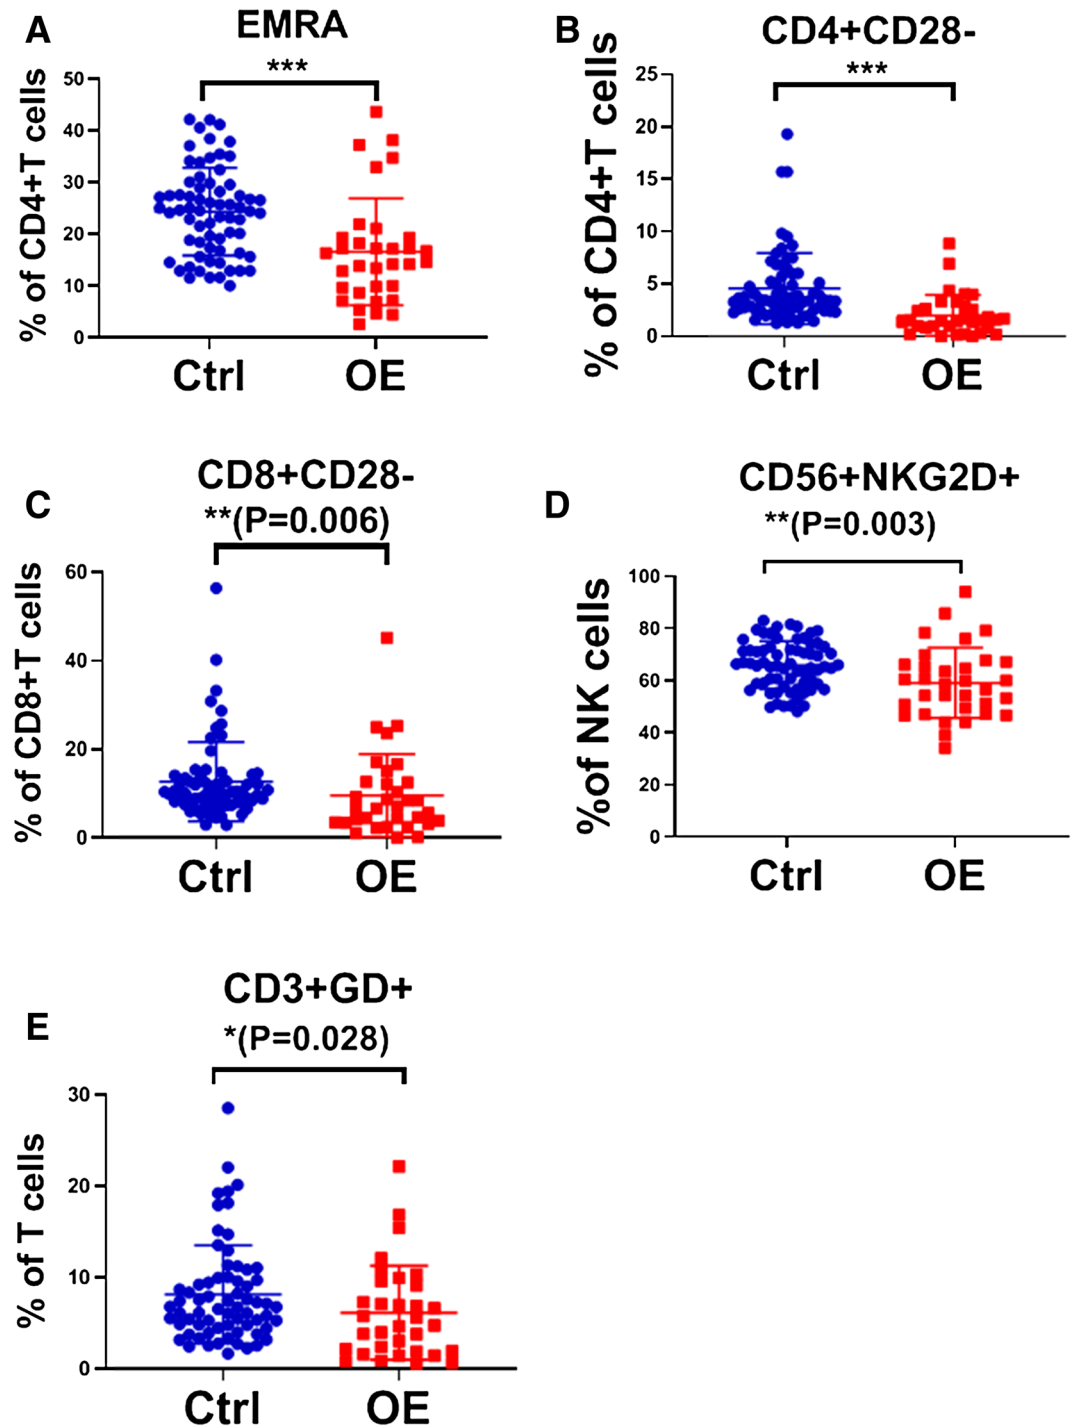 A
EMRA
***
% of CD4+T cells
50
40
30
20
10
0
Ctrl
OE
B
CD4+CD28-
***
% of CD4+T cells
25
20
15
10
5
0
Ctrl
OE
C
CD8+CD28-
**(P=0.006)
% of CD8+T cells
60
40
20
0
Ctrl
OE
D
CD56+NKG2D+
**(P=0.003)
%of NK cells
100
80
60
40
20
0
Ctrl
OE
E
CD3+GD+
*(P=0.028)
% of T cells
30
20
10
0
Ctrl
OE